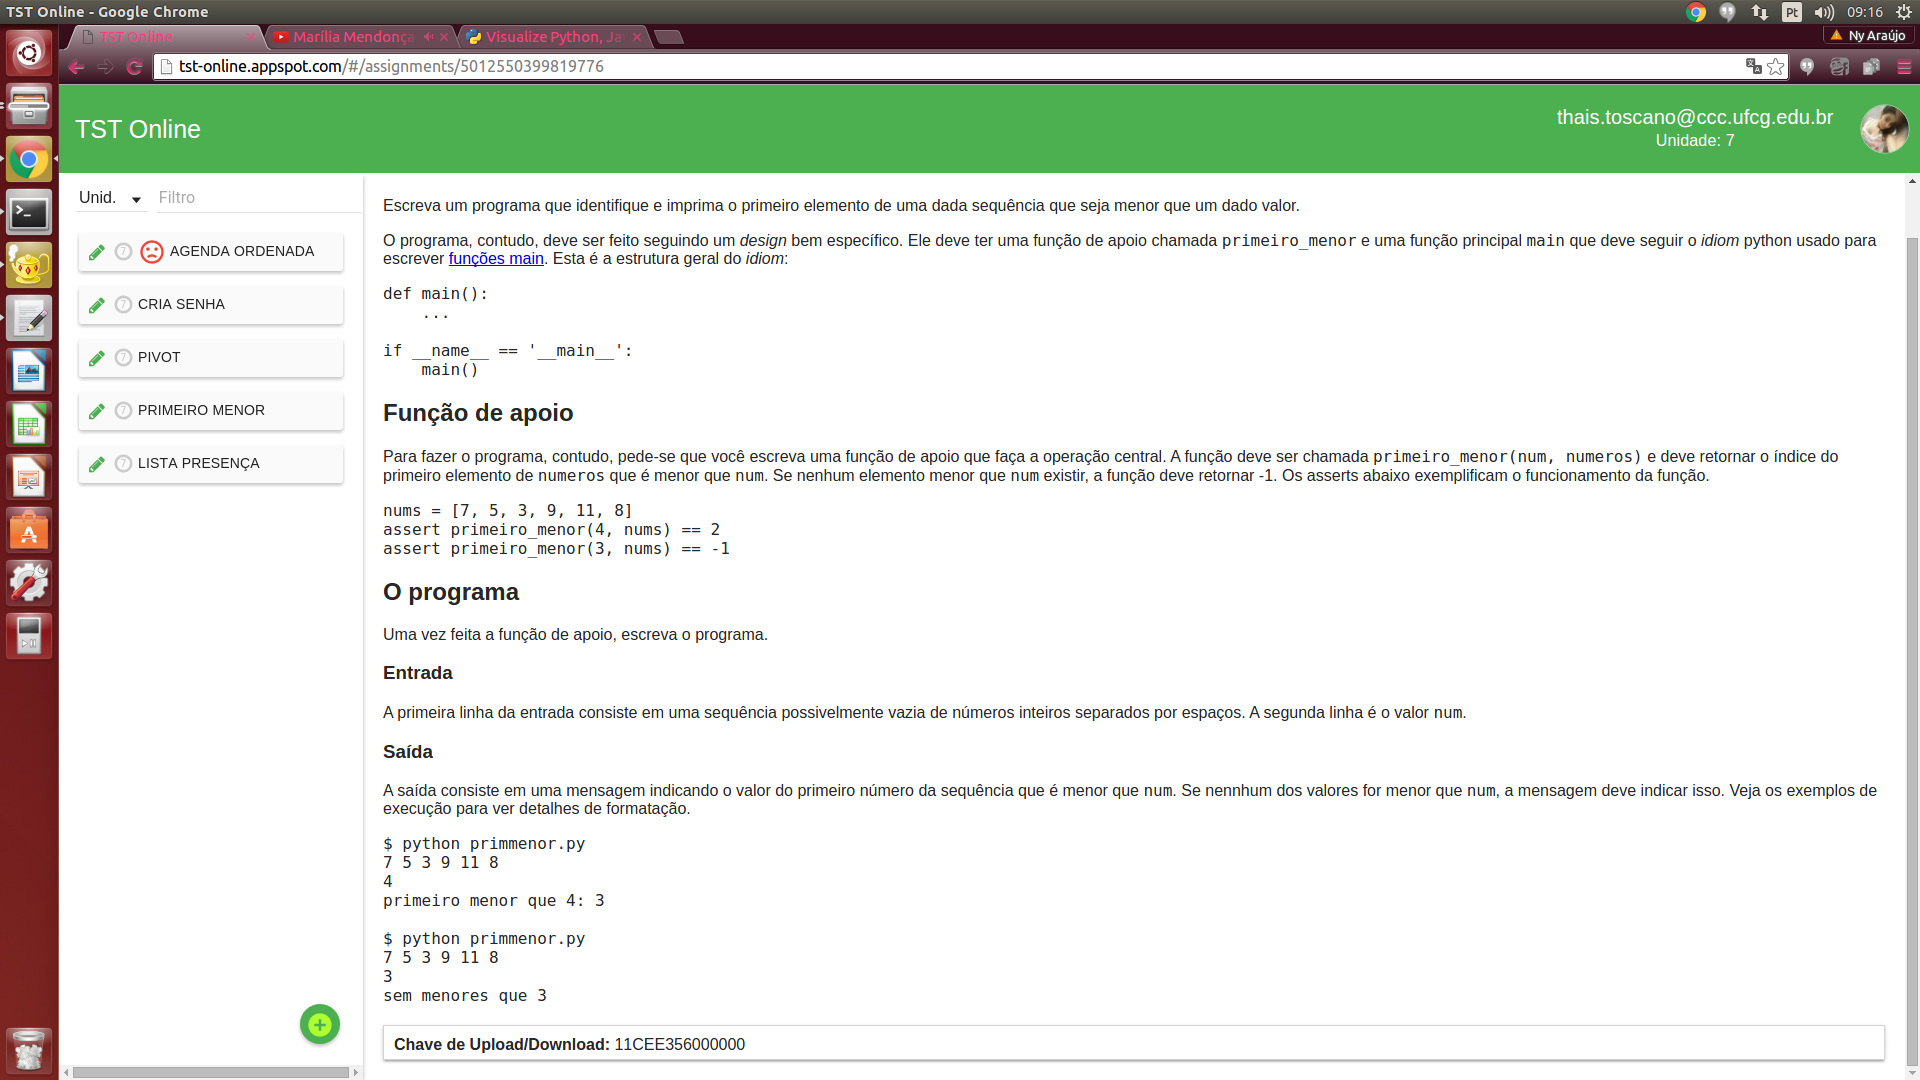 TST Online - Google Chrome
Pt
09:16
TST Online
Marília Mendonça
Visualize Python, Ja
Ny Araújo
tst-online.appspot.com/#/assignments/5012550399819776
TST Online
thais.toscano@ccc.ufcg.edu.br
Unidade: 7
Unid.
Filtro
7 AGENDA ORDENADA
7 CRIA SENHA
7 PIVOT
7 PRIMEIRO MENOR
7 LISTA PRESENÇA
Escreva um programa que identifique e imprima o primeiro elemento de uma dada sequência que seja menor que um dado valor.
O programa, contudo, deve ser feito seguindo um design bem específico. Ele deve ter uma função de apoio chamada primeiro_menor e uma função principal main que deve seguir o idiom python usado para
escrever funções main. Esta é a estrutura geral do idiom:
def main():
    ...
if __name__ == '__main__':
    main()
Função de apoio
Para fazer o programa, contudo, pede-se que você escreva uma função de apoio que faça a operação central. A função deve ser chamada primeiro_menor(num, numeros) e deve retornar o índice do
primeiro elemento de numeros que é menor que num. Se nenhum elemento menor que num existir, a função deve retornar -1. Os asserts abaixo exemplificam o funcionamento da função.
nums = [7, 5, 3, 9, 11, 8]
assert primeiro_menor(4, nums) == 2
assert primeiro_menor(3, nums) == -1
O programa
Uma vez feita a função de apoio, escreva o programa.
Entrada
A primeira linha da entrada consiste em uma sequência possivelmente vazia de números inteiros separados por espaços. A segunda linha é o valor num.
Saída
A saída consiste em uma mensagem indicando o valor do primeiro número da sequência que é menor que num. Se nennhum dos valores for menor que num, a mensagem deve indicar isso. Veja os exemplos de
execução para ver detalhes de formatação.
$ python primmenor.py
7 5 3 9 11 8
4
primeiro menor que 4: 3
$ python primmenor.py
7 5 3 9 11 8
3
sem menores que 3
Chave de Upload/Download: 11CEE356000000